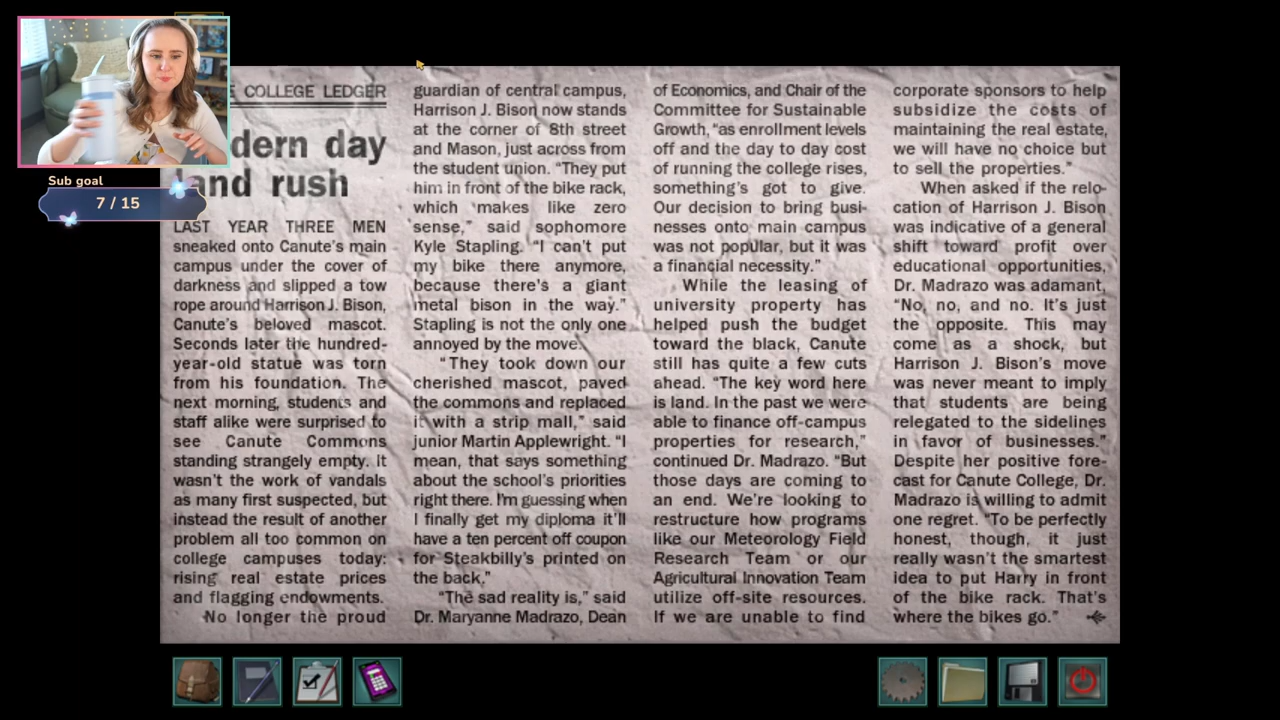 Sub goal
7 / 15
E COLLEGE LEDGER
dern day
land rush
LAST YEAR THREE MEN
sneaked onto Canute's main
campus under the cover of
darkness and slipped a tow
rope around Harrison J. Bison,
Canute's beloved mascot.
Seconds later the hundred-
year-old statue was torn
from his foundation. The
next morning, students and
staff alike were surprised to
see Canute Commons
standing strangely empty. It
wasn't the work of vandals
as many first suspected, but
instead the result of another
problem all too common on
college campuses today:
rising real estate prices
and flagging endowments.
No longer the proud
guardian of central campus,
Harrison J. Bison now stands
at the corner of 8th street
and Mason, just across from
the student union. "They put
him in front of the bike rack,
which makes like zero
sense," said sophomore
Kyle Stapling. "I can't put
my bike there anymore,
because there's a giant
metal bison in the way."
Stapling is not the only one
annoyed by the move.
"They took down our
cherished mascot, paved
the commons and replaced
it with a strip mall," said
junior Martin Applewright. "I
mean, that says something
about the school's priorities
right there. I'm guessing when
I finally get my diploma it'll
have a ten percent off coupon
for Steakbilly's printed on
the back."
"The sad reality is," said
Dr. Maryanne Madrazo, Dean
of Economics, and Chair of the
Committee for Sustainable
Growth, "as enrollment levels
off and the day to day cost
of running the college rises,
something's got to give.
Our decision to bring busi-
nesses onto main campus
was not popular, but it was
a financial necessity."
While the leasing of
university property has
helped push the budget
toward the black, Canute
still has quite a few cuts
ahead. "The key word here
is land. In the past we were
able to finance off-campus
properties for research,"
continued Dr. Madrazo. "But
those days are coming to
an end. We're looking to
restructure how programs
like our Meteorology Field
Research Team or our
Agricultural Innovation Team
utilize off-site resources.
If we are unable to find
corporate sponsors to help
subsidize the costs of
maintaining the real estate,
we will have no choice but
to sell the properties."
When asked if the relo-
cation of Harrison J. Bison
was indicative of a general
shift toward profit over
educational opportunities,
Dr. Madrazo was adamant,
"No, no, and no. It's just
the opposite. This may
come as a shock, but
Harrison J. Bison's move
was never meant to imply
that students are being
relegated to the sidelines
in favor of businesses."
Despite her positive fore-
cast for Canute College, Dr.
Madrazo is willing to admit
one regret. "To be perfectly
honest, though, it just
really wasn't the smartest
idea to put Harry in front
of the bike rack. That's
where the bikes go."